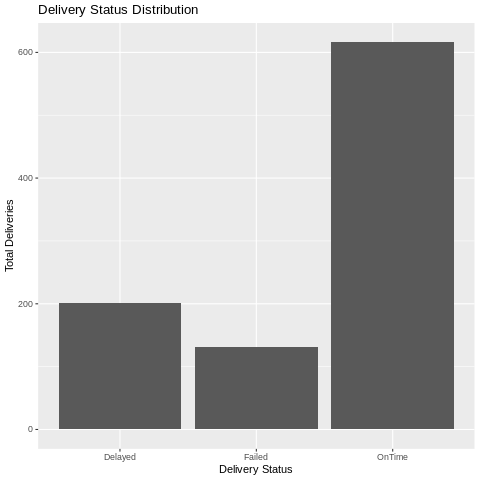 Delivery Status Distribution
600
400
200
0
Total Deliveries
Delayed Failed OnTime
Delivery Status